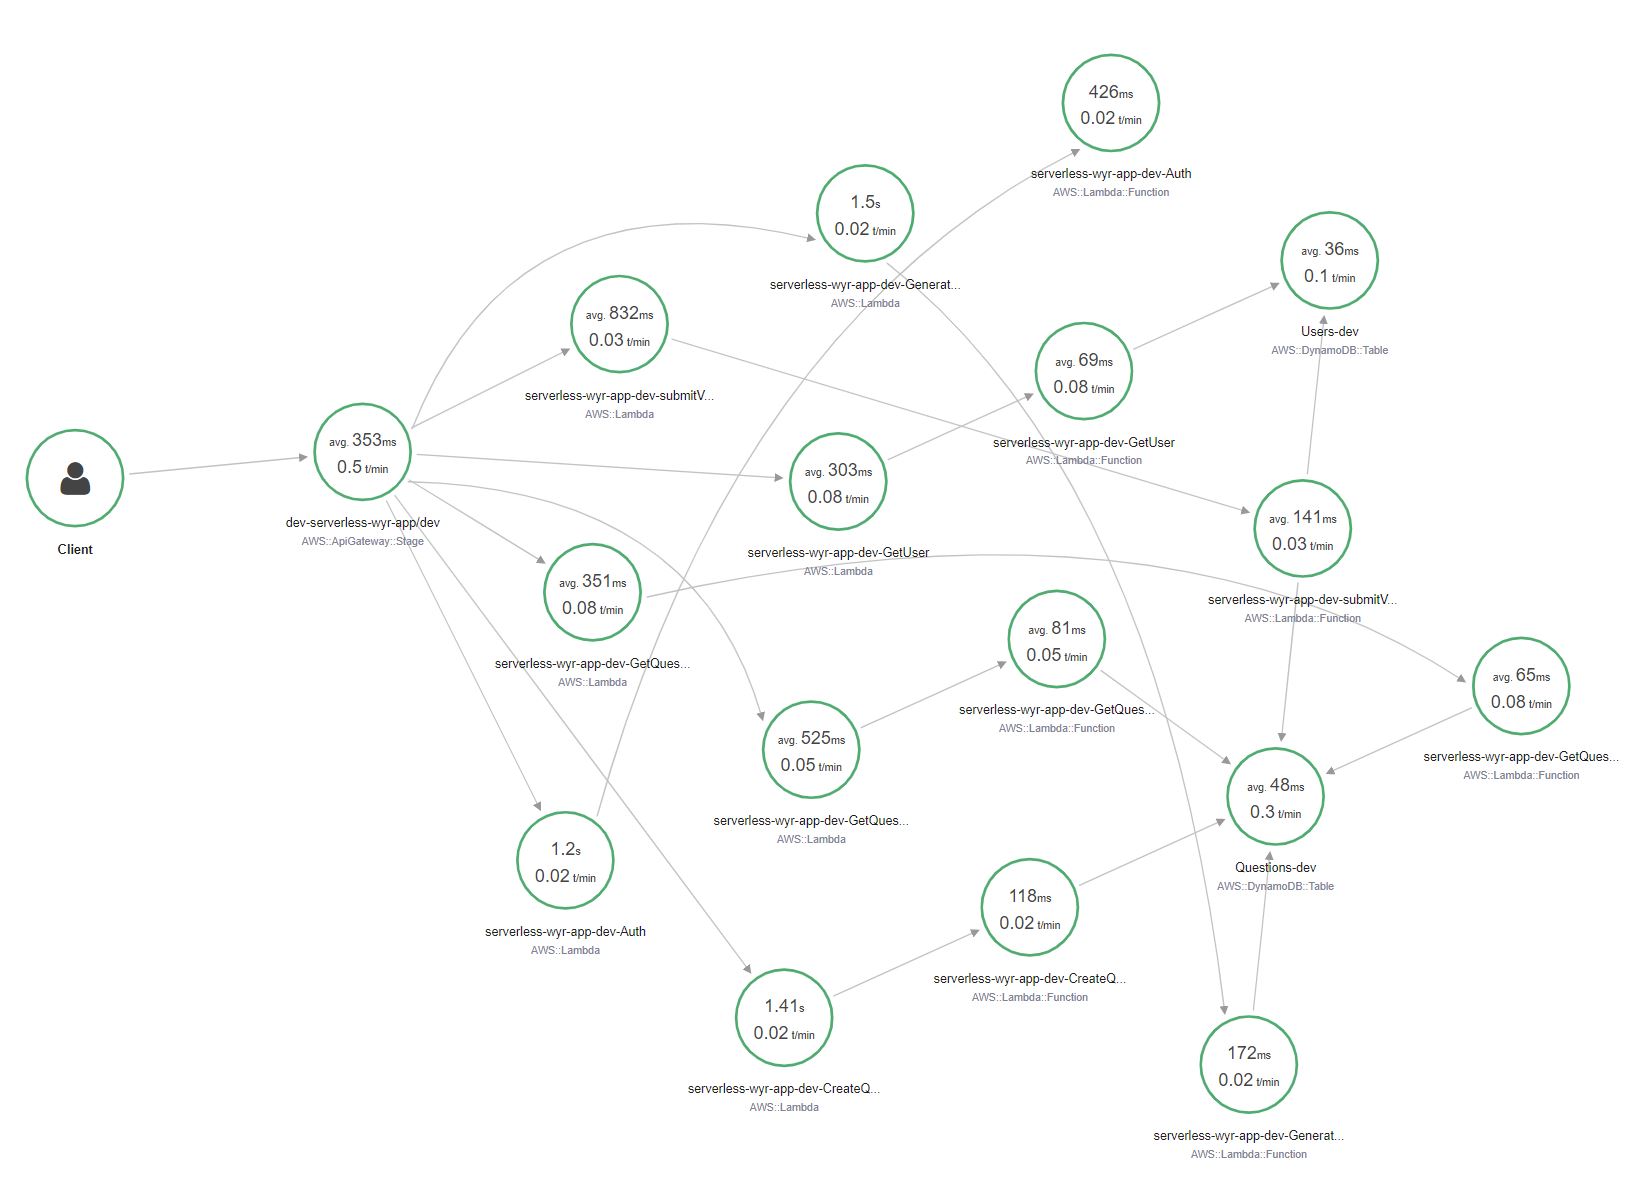 426ms
0.02 t/min
serverless-wyr-app-dev-Auth
AWS::Lambda::Function
1.5s
0.02 t/min
serverless-wyr-app-dev-Generat...
AWS::Lambda
avg. 36ms
0.1 t/min
Users-dev
AWS::DynamoDB::Table
avg. 832ms
0.03 t/min
serverless-wyr-app-dev-submitV...
AWS::Lambda
avg. 69ms
0.08 t/min
serverless-wyr-app-dev-GetUser
AWS::Lambda::Function
avg. 353ms
0.5 t/min
dev-serverless-wyr-app/dev
AWS::ApiGateway::Stage
Client
avg. 303ms
0.08 t/min
serverless-wyr-app-dev-GetUser
AWS::Lambda
avg. 141ms
0.03 t/min
serverless-wyr-app-dev-submitV...
AWS::Lambda::Function
avg. 351ms
0.08 t/min
serverless-wyr-app-dev-GetQues...
AWS::Lambda
avg. 81ms
0.05 t/min
serverless-wyr-app-dev-GetQues...
AWS::Lambda::Function
avg. 65ms
0.08 t/min
serverless-wyr-app-dev-GetQues...
AWS::Lambda::Function
avg. 525ms
0.05 t/min
serverless-wyr-app-dev-GetQues...
AWS::Lambda
avg. 48ms
0.3 t/min
Questions-dev
AWS::DynamoDB::Table
1.2s
0.02 t/min
serverless-wyr-app-dev-Auth
AWS::Lambda
118ms
0.02 t/min
serverless-wyr-app-dev-CreateQ...
AWS::Lambda::Function
1.41s
0.02 t/min
serverless-wyr-app-dev-CreateQ...
AWS::Lambda
172ms
0.02 t/min
serverless-wyr-app-dev-Generat...
AWS::Lambda::Function